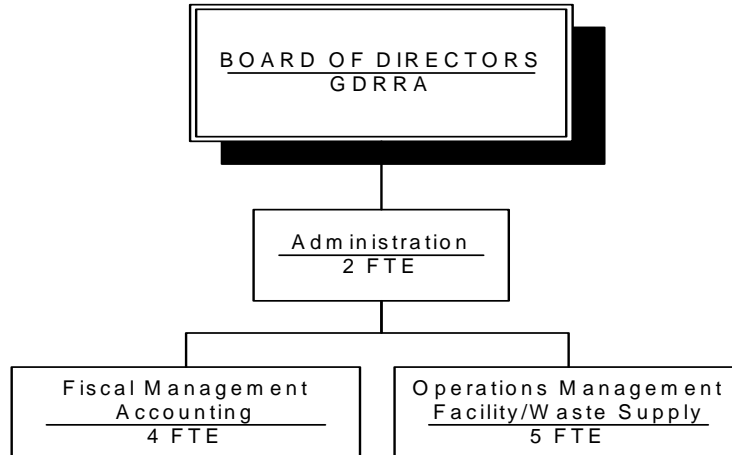 BOARD OF DIRECTORS
GDRRA
Administration
2 FTE
Fiscal Management
Accounting
4 FTE
Operations Management
Facility/Waste Supply
5 FTE